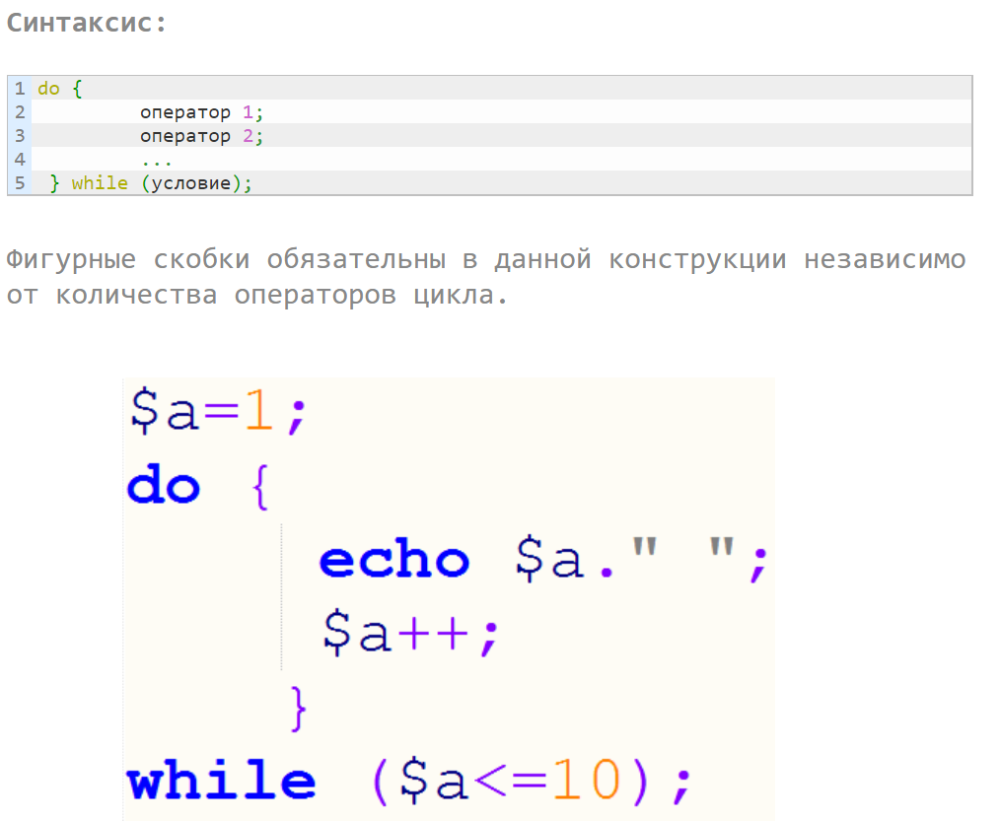 Синтаксис:
1 do {
2 оператор 1;
3 оператор 2;
4 ...
5 } while (условие);
Фигурные скобки обязательны в данной конструкции независимо
от количества операторов цикла.
$a=1;
do {
echo $a." ";
$a++;
}
while ($a<=10);